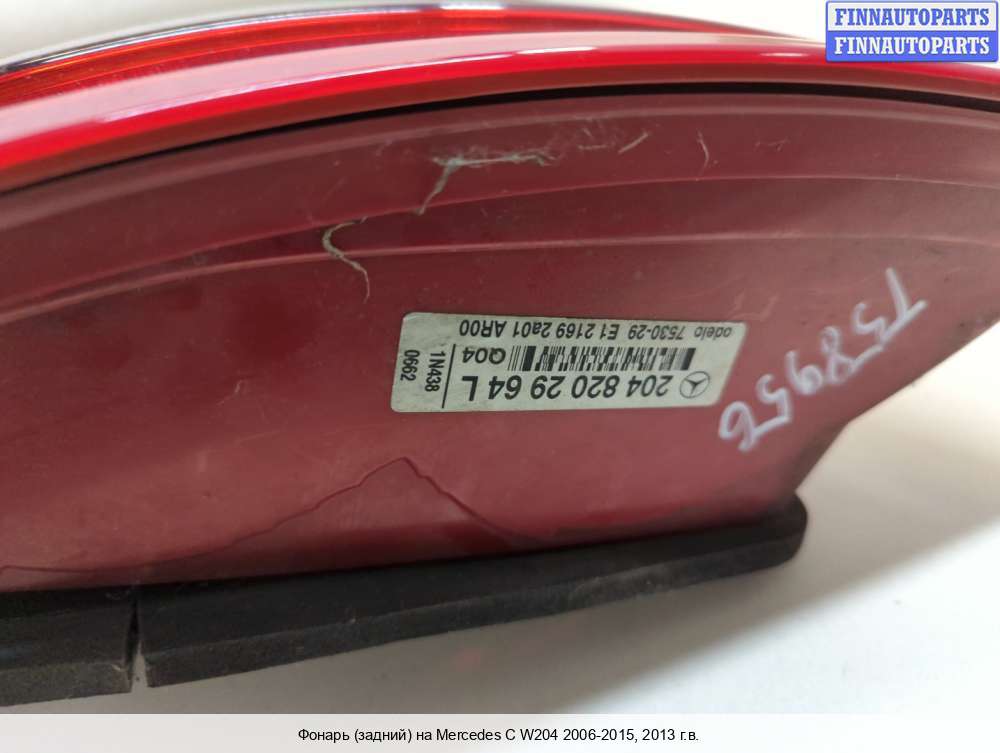 FINNAUTOPARTS
FINNAUTOPARTS
204 820 29 64 L
Q04
1N438
0662
odelo 7530-29 E1 2169 2a01 AR00
T58956
Фонарь (задний) на Mercedes C W204 2006-2015, 2013 г.в.